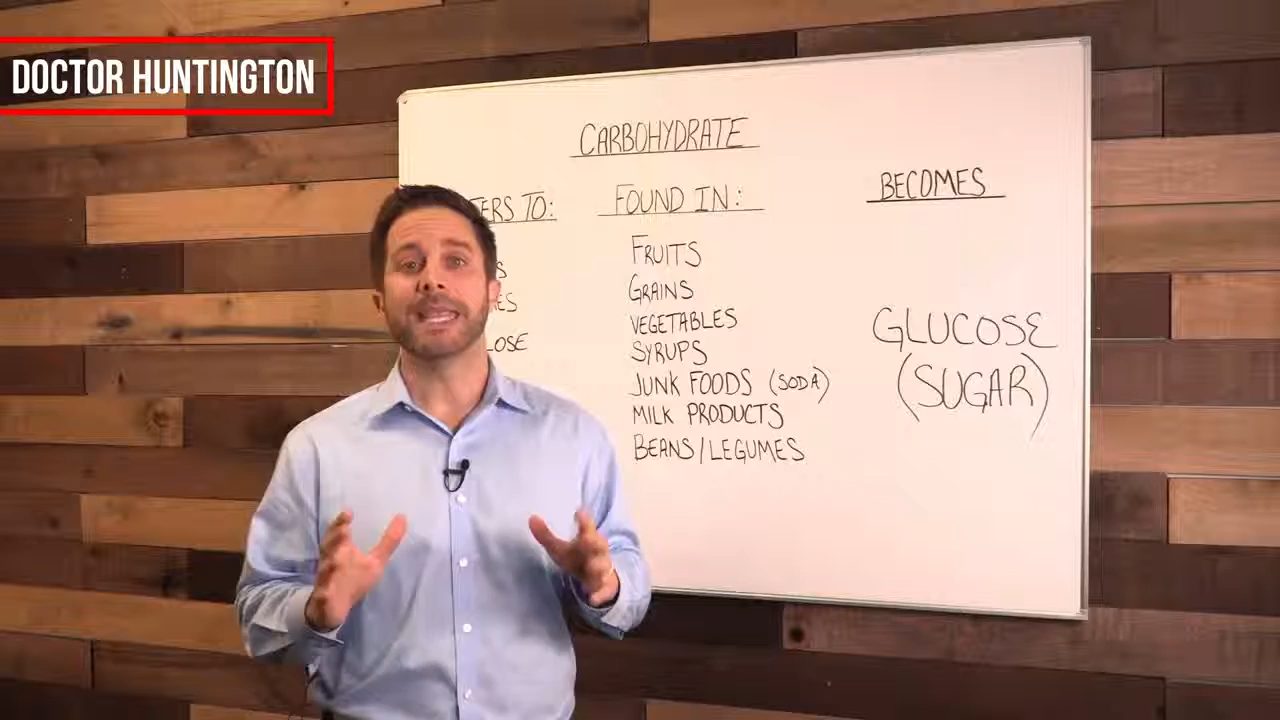 DOCTOR HUNTINGTON
CARBOHYDRATE
TO:
FOUND IN:
FRUITS
GRAINS
VEGETABLES
SYRUPS
JUNK FOODS (SODA)
MILK PRODUCTS
BEANS/LEGUMES
BECOMES
GLUCOSE
(SUGAR)